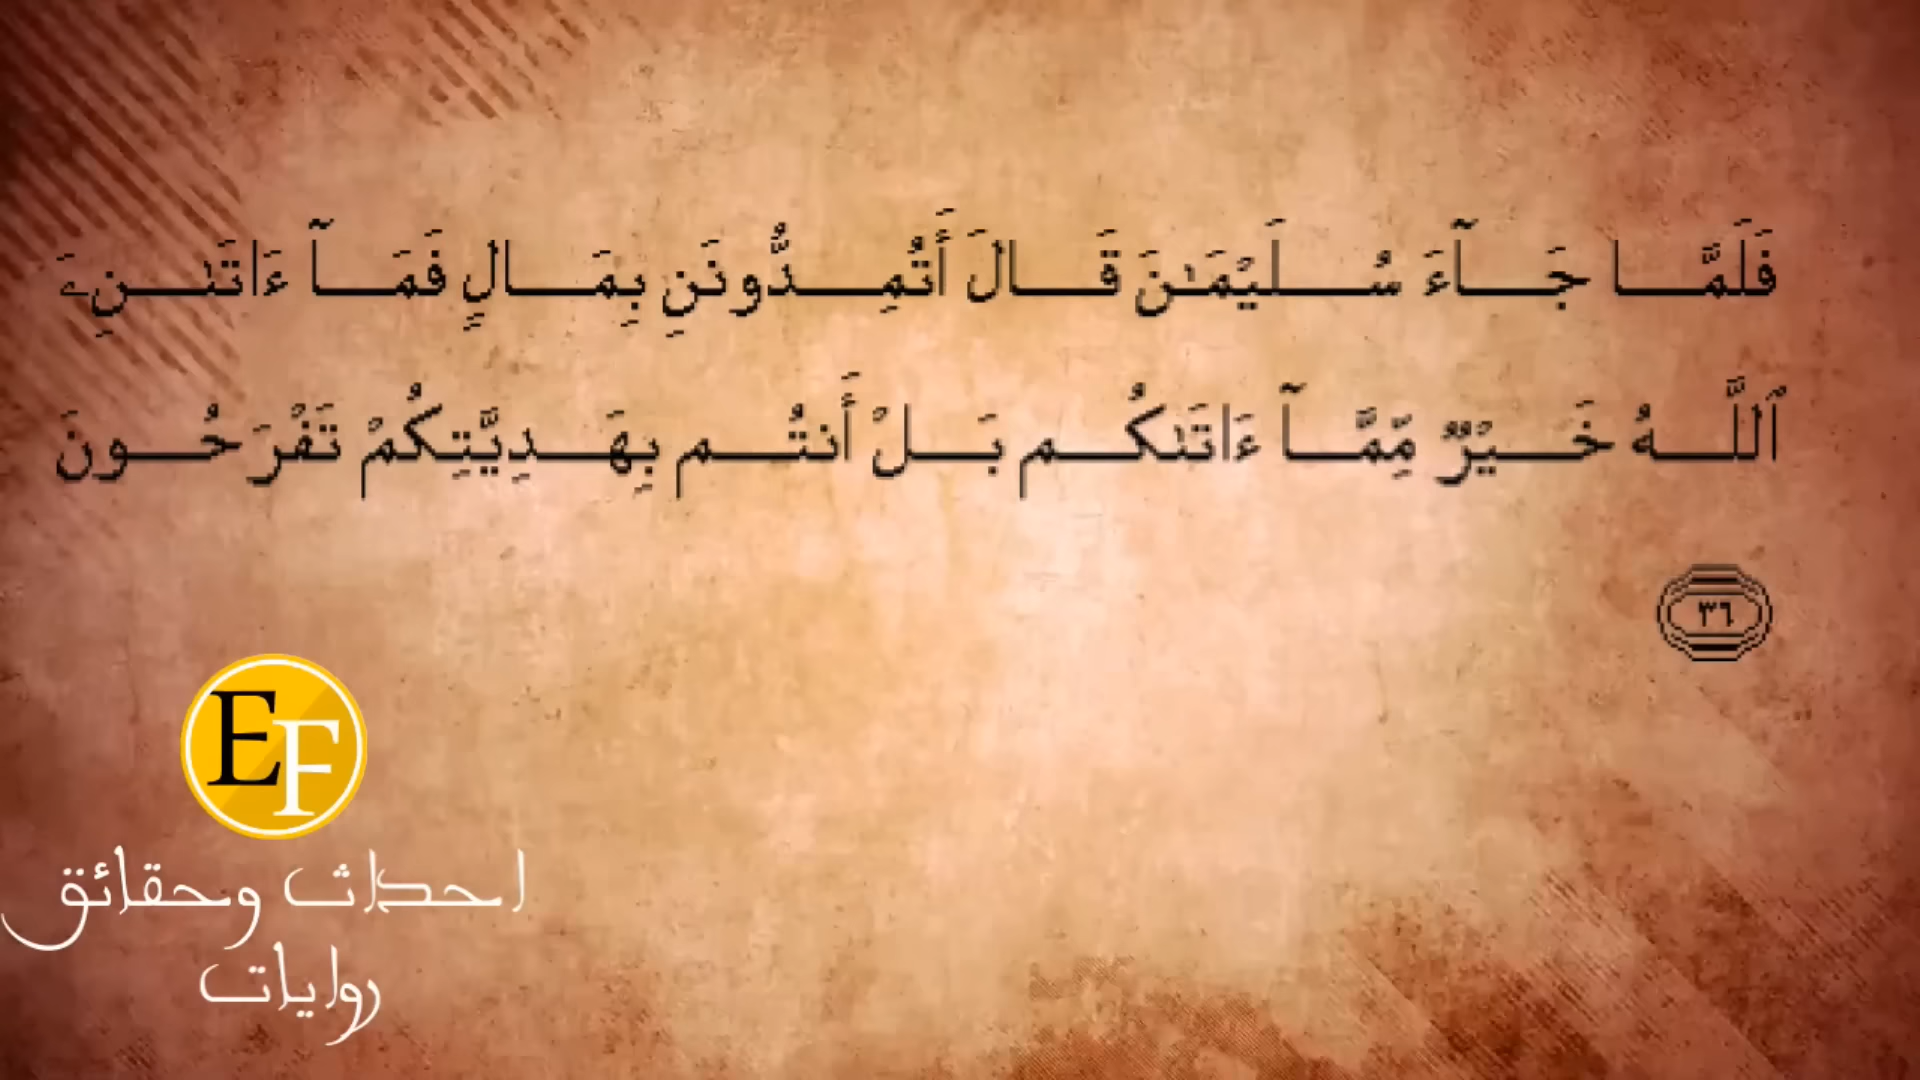 فَلَمَّا جَآءَ سُلَيْمَٰنَ قَالَ أَتُمِدُّونَنِ بِمَالٍ فَمَآ ءَاتَىٰنِۦَ
ٱللَّهُ خَيْرٌ مِّمَّآ ءَاتَىٰكُم بَلْ أَنتُم بِهَدِيَّتِكُمْ تَفْرَحُونَ
٣٦
EF
احداث وحقائق
روايات